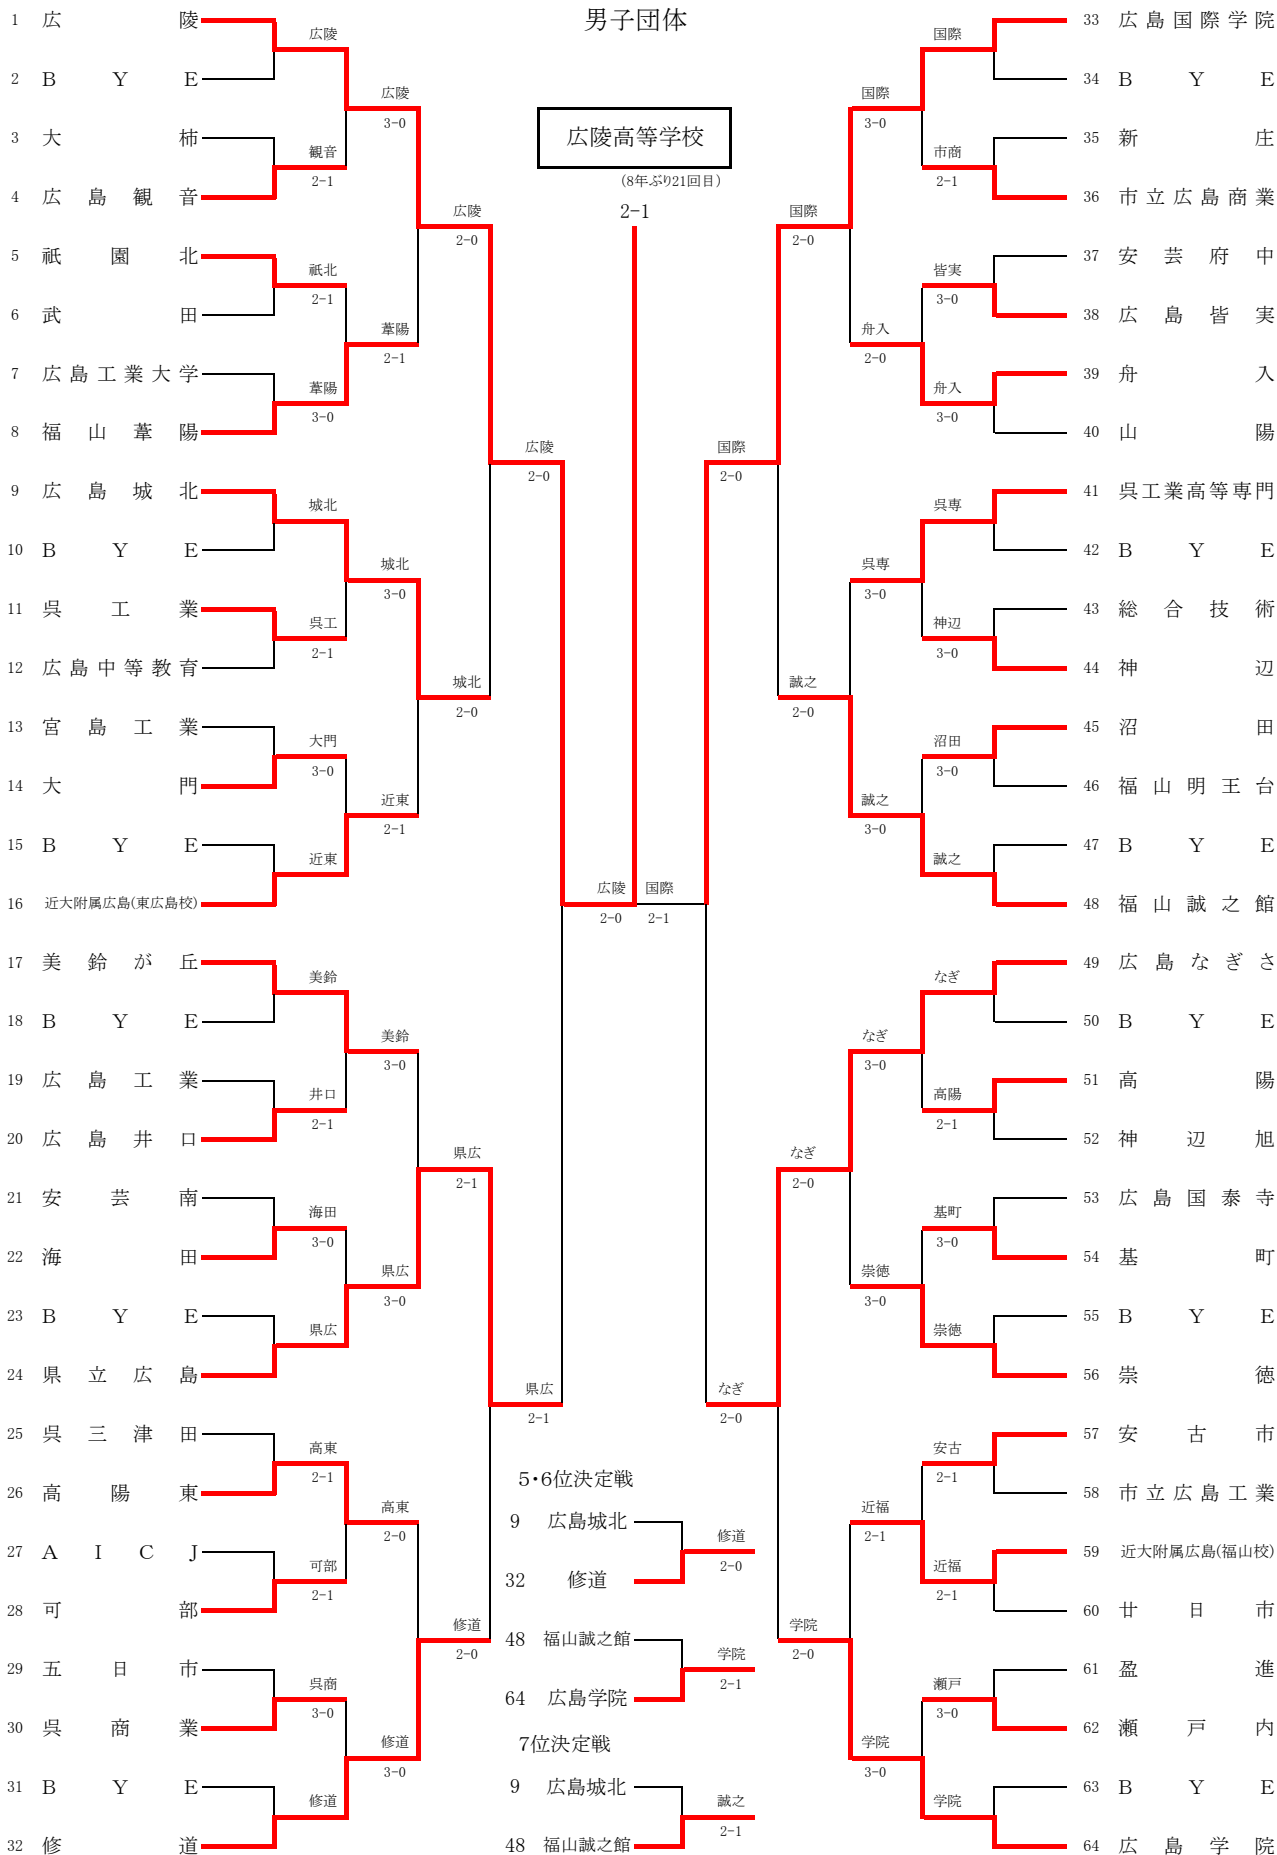 男子団体
広陵高等学校
(8年ぶり21回目)
2-1
1 広陵
2 BYE
3 大柿
4 広島観音
5 祇園北
6 武田
7 広島工業大学
8 福山葦陽
9 広島城北
10 BYE
11 呉工業
12 広島中等教育
13 宮島工業
14 大門
15 BYE
16 近大附属広島(東広島校)
17 美鈴が丘
18 BYE
19 広島工業
20 広島井口
21 安芸南
22 海田
23 BYE
24 県立広島
25 呉三津田
26 高陽東
27 AICJ
28 可部
29 五日市
30 呉商業
31 BYE
32 修道
広陵
観音
2-1
祇北
2-1
葦陽
3-0
城北
呉工
2-1
大門
3-0
近東
美鈴
井口
2-1
海田
3-0
県広
高東
2-1
可部
2-1
呉商
3-0
修道
広陵
3-0
葦陽
2-1
城北
3-0
近東
2-1
美鈴
3-0
県広
3-0
高東
2-0
修道
3-0
広陵
2-0
城北
2-0
県広
2-1
修道
2-0
広陵
2-0
県広
2-1
広陵
2-0
国際
2-1
国際
2-0
なぎ
2-0
国際
2-0
誠之
2-0
なぎ
2-0
学院
2-0
国際
3-0
舟入
2-0
呉専
3-0
誠之
3-0
なぎ
3-0
崇徳
3-0
近福
2-1
学院
3-0
国際
市商
2-1
皆実
3-0
舟入
3-0
呉専
神辺
3-0
沼田
3-0
誠之
なぎ
高陽
2-1
基町
3-0
崇徳
安古
2-1
近福
2-1
瀬戸
3-0
学院
33 広島国際学院
34 BYE
35 新庄
36 市立広島商業
37 安芸府中
38 広島皆実
39 舟入
40 山陽
41 呉工業高等専門
42 BYE
43 総合技術
44 神辺
45 沼田
46 福山明王台
47 BYE
48 福山誠之館
49 広島なぎさ
50 BYE
51 高陽
52 神辺旭
53 広島国泰寺
54 基町
55 BYE
56 崇徳
57 安古市
58 市立広島工業
59 近大附属広島(福山校)
60 廿日市
61 盈進
62 瀬戸内
63 BYE
64 広島学院
5・6位決定戦
9 広島城北
32 修道
修道
2-0
48 福山誠之館
64 広島学院
学院
2-1
7位決定戦
9 広島城北
48 福山誠之館
誠之
2-1